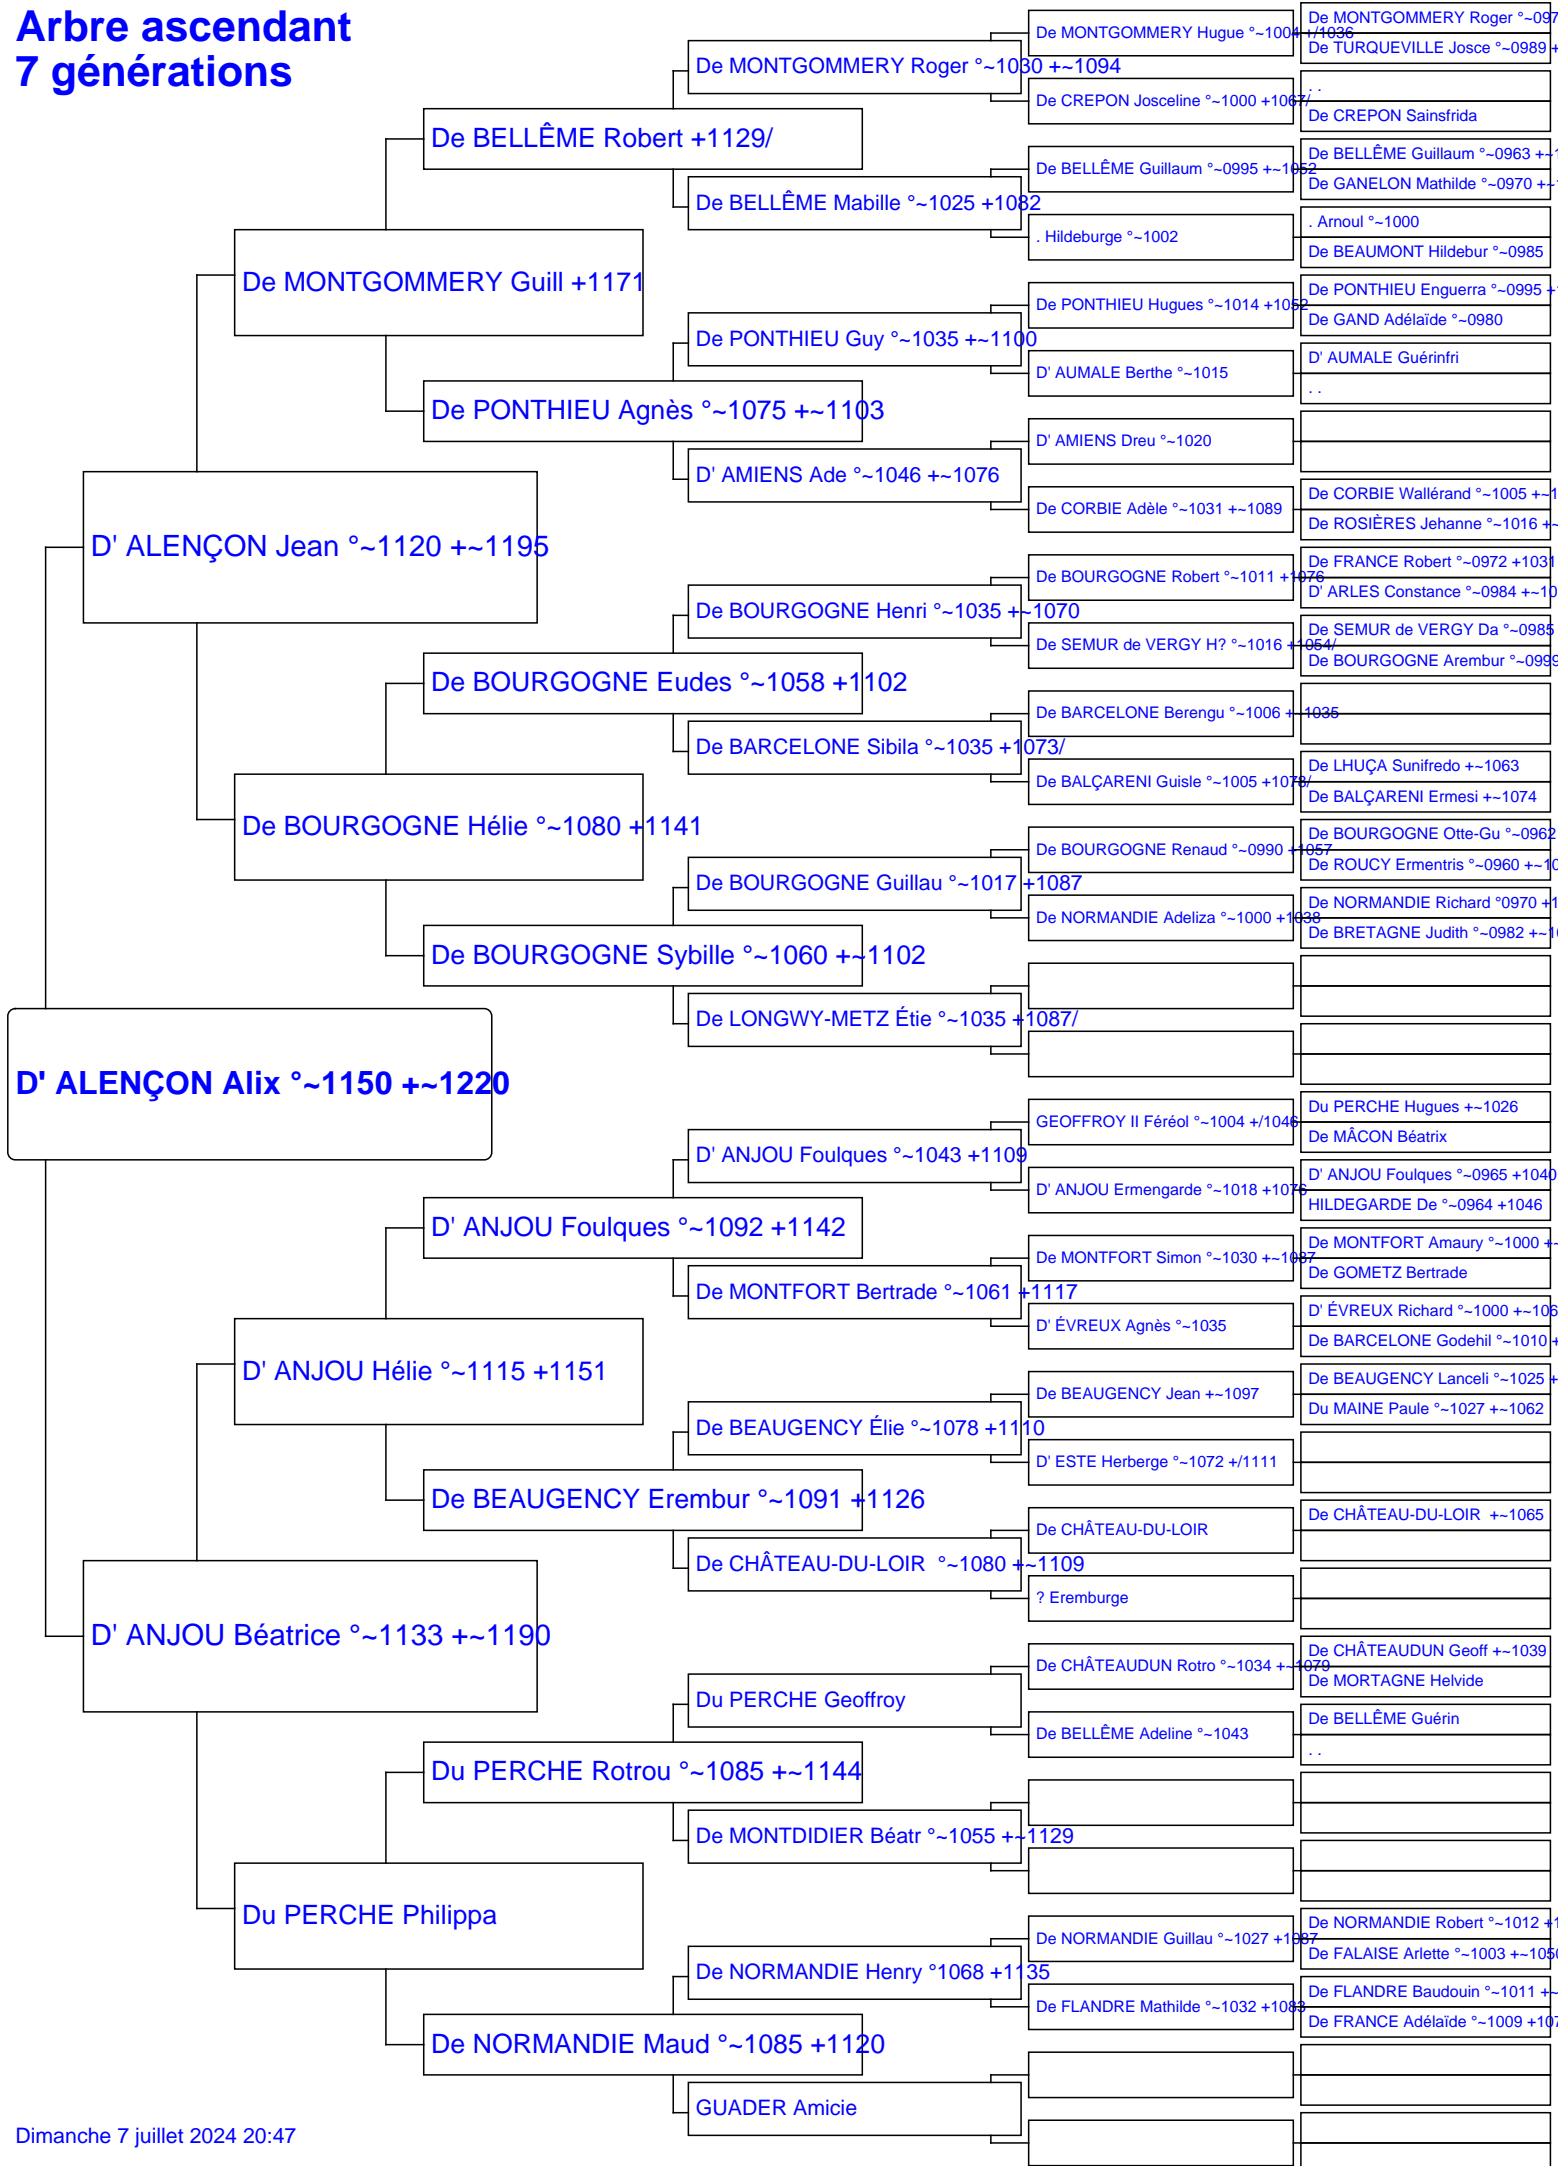 Arbre ascendant
7 générations
D' ALENÇON Alix °~1150 +~1220
D' ALENÇON Jean °~1120 +~1195
D' ANJOU Béatrice °~1133 +~1190
De MONTGOMMERY Guill +1171
De BOURGOGNE Hélie °~1080 +1141
D' ANJOU Hélie °~1115 +1151
Du PERCHE Philippa
De BELLÊME Robert +1129/
De PONTHIEU Agnès °~1075 +~1103
De BOURGOGNE Eudes °~1058 +1102
De BOURGOGNE Sybille °~1060 +~1102
D' ANJOU Foulques °~1092 +1142
De BEAUGENCY Erembur °~1091 +1126
Du PERCHE Rotrou °~1085 +~1144
De NORMANDIE Maud °~1085 +1120
De MONTGOMMERY Roger °~1030 +~1094
De BELLÊME Mabille °~1025 +1082
De PONTHIEU Guy °~1035 +~1100
D' AMIENS Ade °~1046 +~1076
De BOURGOGNE Henri °~1035 +~1070
De BARCELONE Sibila °~1035 +1073/
De BOURGOGNE Guillau °~1017 +1087
De LONGWY-METZ Étie °~1035 +1087/
D' ANJOU Foulques °~1043 +1109
De MONTFORT Bertrade °~1061 +1117
De BEAUGENCY Élie °~1078 +1110
De CHÂTEAU-DU-LOIR °~1080 +~1109
Du PERCHE Geoffroy
De MONTDIDIER Béatr °~1055 +~1129
De NORMANDIE Henry °1068 +1135
GUADER Amicie
De MONTGOMMERY Hugue °~1004 +/1036
De CREPON Josceline °~1000 +1067/
De BELLÊME Guillaum °~0995 +~1052
. Hildeburge °~1002
De PONTHIEU Hugues °~1014 +1052
D' AUMALE Berthe °~1015
D' AMIENS Dreu °~1020
De CORBIE Adèle °~1031 +~1089
De BOURGOGNE Robert °~1011 +1076
De SEMUR de VERGY H? °~1016 +1054/
De BARCELONE Berengu °~1006 +~1035
De BALÇARENI Guisle °~1005 +1078/
De BOURGOGNE Renaud °~0990 +1057
De NORMANDIE Adeliza °~1000 +1038
GEOFFROY II Féréol °~1004 +/1046
D' ANJOU Ermengarde °~1018 +1076
De MONTFORT Simon °~1030 +~1087
D' ÉVREUX Agnès °~1035
De BEAUGENCY Jean +~1097
D' ESTE Herberge °~1072 +/1111
De CHÂTEAU-DU-LOIR
? Eremburge
De CHÂTEAUDUN Rotro °~1034 +~1079
De BELLÊME Adeline °~1043
De NORMANDIE Guillau °~1027 +1087
De FLANDRE Mathilde °~1032 +1083
De MONTGOMMERY Roger °~097
De TURQUEVILLE Josce °~0989 +
. .
De CREPON Sainsfrida
De BELLÊME Guillaum °~0963 +~1
De GANELON Mathilde °~0970 +~1
. Arnoul °~1000
De BEAUMONT Hildebur °~0985
De PONTHIEU Enguerra °~0995 +1
De GAND Adélaïde °~0980
D' AUMALE Guérinfri
. .
De CORBIE Wallérand °~1005 +~1
De ROSIÈRES Jehanne °~1016 +~
De FRANCE Robert °~0972 +1031
D' ARLES Constance °~0984 +~10
De SEMUR de VERGY Da °~0985
De BOURGOGNE Arembur °~0999
De LHUÇA Sunifredo +~1063
De BALÇARENI Ermesi +~1074
De BOURGOGNE Otte-Gu °~0962
De ROUCY Ermentris °~0960 +~10
De NORMANDIE Richard °0970 +1
De BRETAGNE Judith °~0982 +~10
Du PERCHE Hugues +~1026
De MÂCON Béatrix
D' ANJOU Foulques °~0965 +1040
HILDEGARDE De °~0964 +1046
De MONTFORT Amaury °~1000 +~
De GOMETZ Bertrade
D' ÉVREUX Richard °~1000 +~106
De BARCELONE Godehil °~1010 +
De BEAUGENCY Lanceli °~1025 +
Du MAINE Paule °~1027 +~1062
De CHÂTEAU-DU-LOIR +~1065
De CHÂTEAUDUN Geoff +~1039
De MORTAGNE Helvide
De BELLÊME Guérin
. .
De NORMANDIE Robert °~1012 +1
De FALAISE Arlette °~1003 +~1050
De FLANDRE Baudouin °~1011 +~
De FRANCE Adélaïde °~1009 +107
Dimanche 7 juillet 2024 20:47